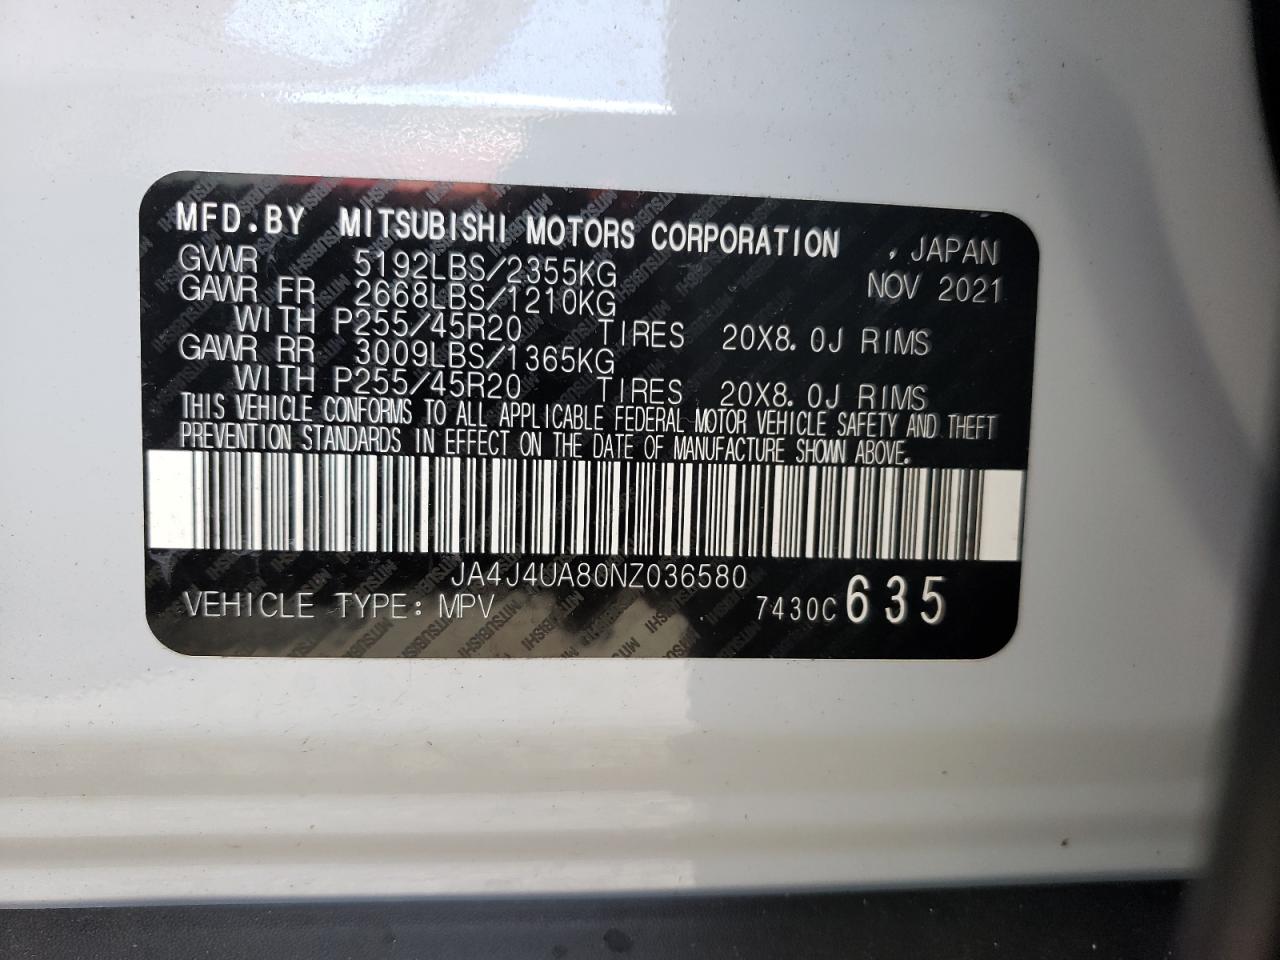 MFD.BY MITSUBISHI MOTORS CORPORATION , JAPAN
GWWR 5192LBS/2355KG NOV 2021
GAWR FR 2668LBS/1210KG
WITH P255/45R20 TIRES 20X8.0J RIMS
GAWR RR 3009LBS/1365KG
WITH P255/45R20 TIRES 20X8.0J RIMS
THIS VEHICLE CONFORMS TO ALL APPLICABLE FEDERAL MOTOR VEHICLE SAFETY AND THEFT
PREVENTION STANDARDS IN EFFECT ON THE DATE OF MANUFACTURE SHOWN ABOVE.
JA4J4UA80NZ036580
VEHICLE TYPE: MPV 7430C 635